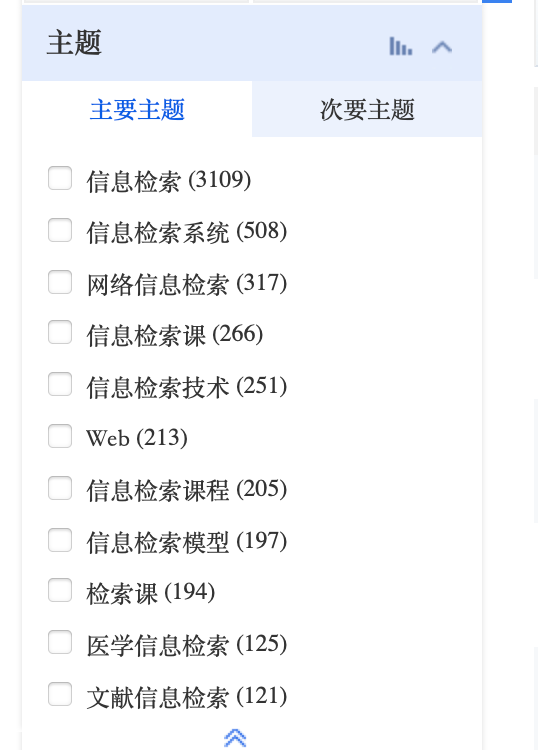 主题
主要主题
次要主题
信息检索 (3109)
信息检索系统 (508)
网络信息检索 (317)
信息检索课 (266)
信息检索技术 (251)
Web (213)
信息检索课程 (205)
信息检索模型 (197)
检索课 (194)
医学信息检索 (125)
文献信息检索 (121)